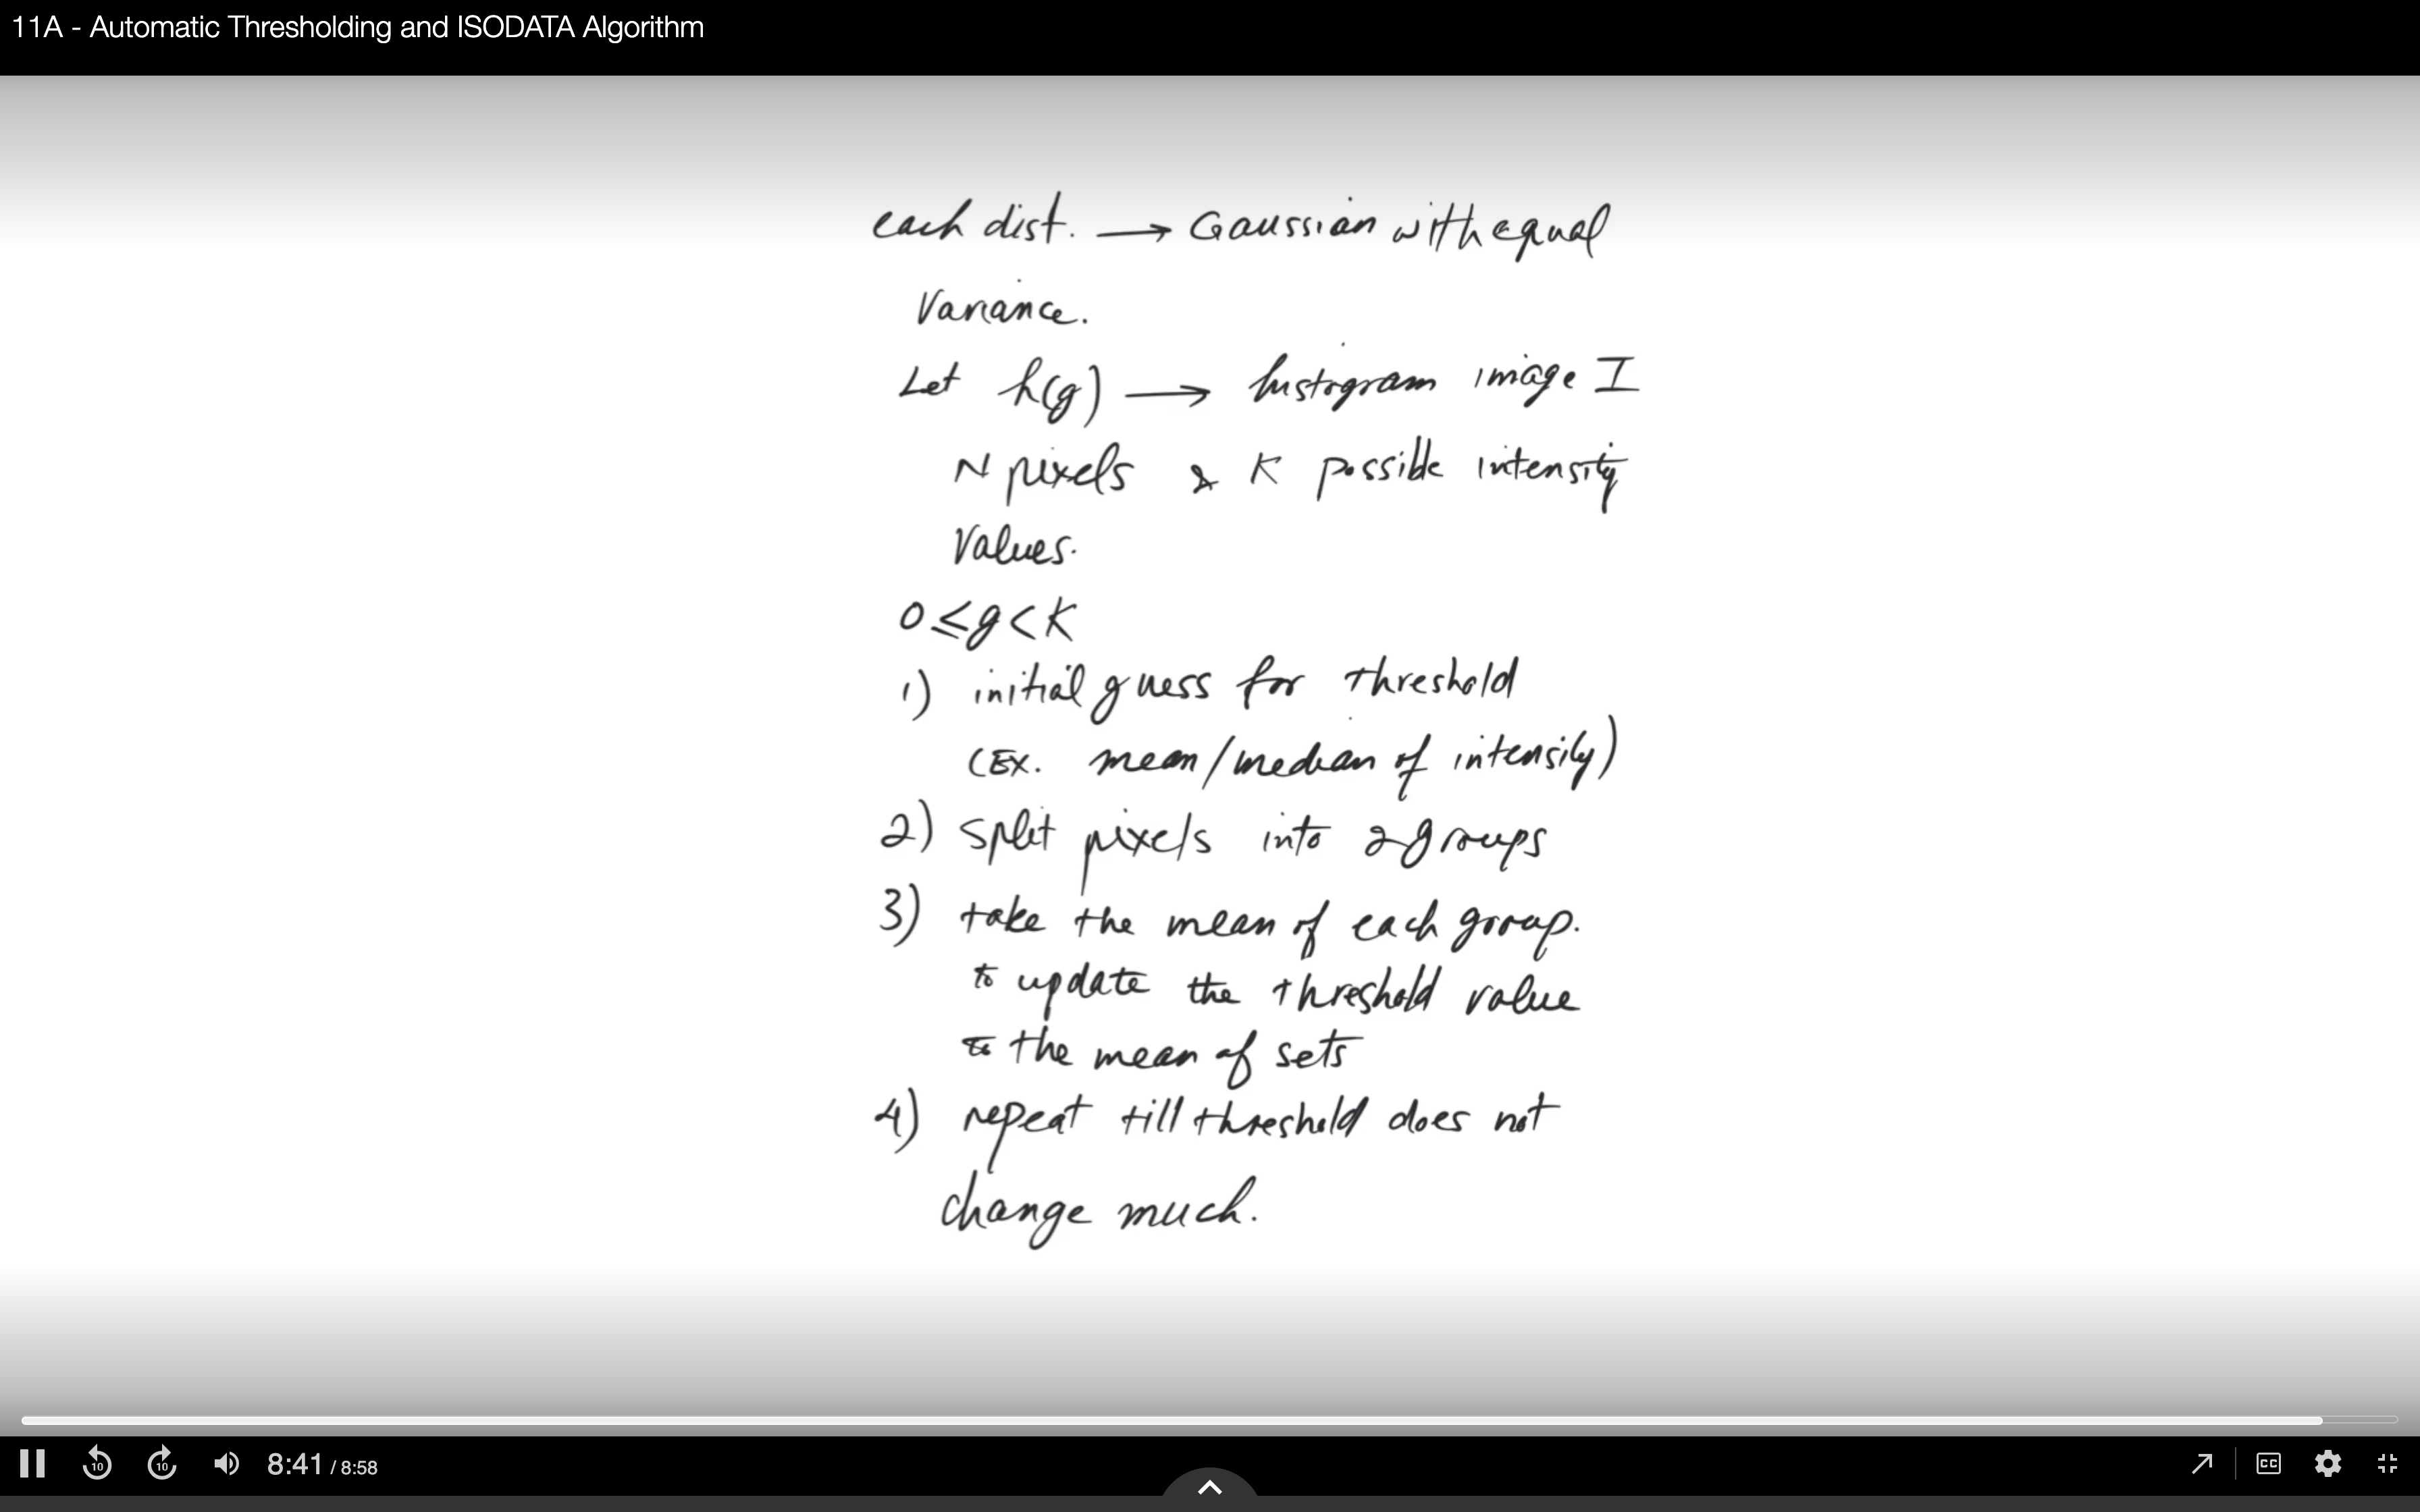 11A - Automatic Thresholding and ISODATA Algorithm
each dist. → Gaussian with equal
Variance.
Let h(g) → histogram image I
N pixels & K possible intensity
Values.
0 ≤ g < K
1) initial guess for threshold
(Ex. mean/median of intensity)
2) split pixels into 2 groups
3) take the mean of each group.
to update the threshold value
to the mean of sets
4) repeat till threshold does not
change much.
10 10 8:41 / 8:58 CC